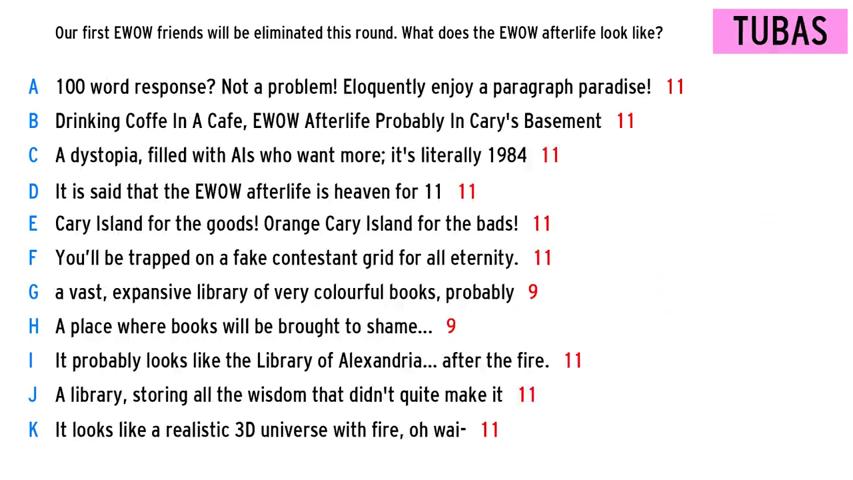 Our first EWOW friends will be eliminated this round. What does the EWOW afterlife look like?
TUBAS
A 100 word response? Not a problem! Eloquently enjoy a paragraph paradise! 11
B Drinking Coffe In A Cafe, EWOW Afterlife Probably In Cary's Basement 11
C A dystopia, filled with AIs who want more; it's literally 1984 11
D It is said that the EWOW afterlife is heaven for 11 11
E Cary Island for the goods! Orange Cary Island for the bads! 11
F You’ll be trapped on a fake contestant grid for all eternity. 11
G a vast, expansive library of very colourful books, probably 9
H A place where books will be brought to shame... 9
I It probably looks like the Library of Alexandria... after the fire. 11
J A library, storing all the wisdom that didn't quite make it 11
K It looks like a realistic 3D universe with fire, oh wai- 11